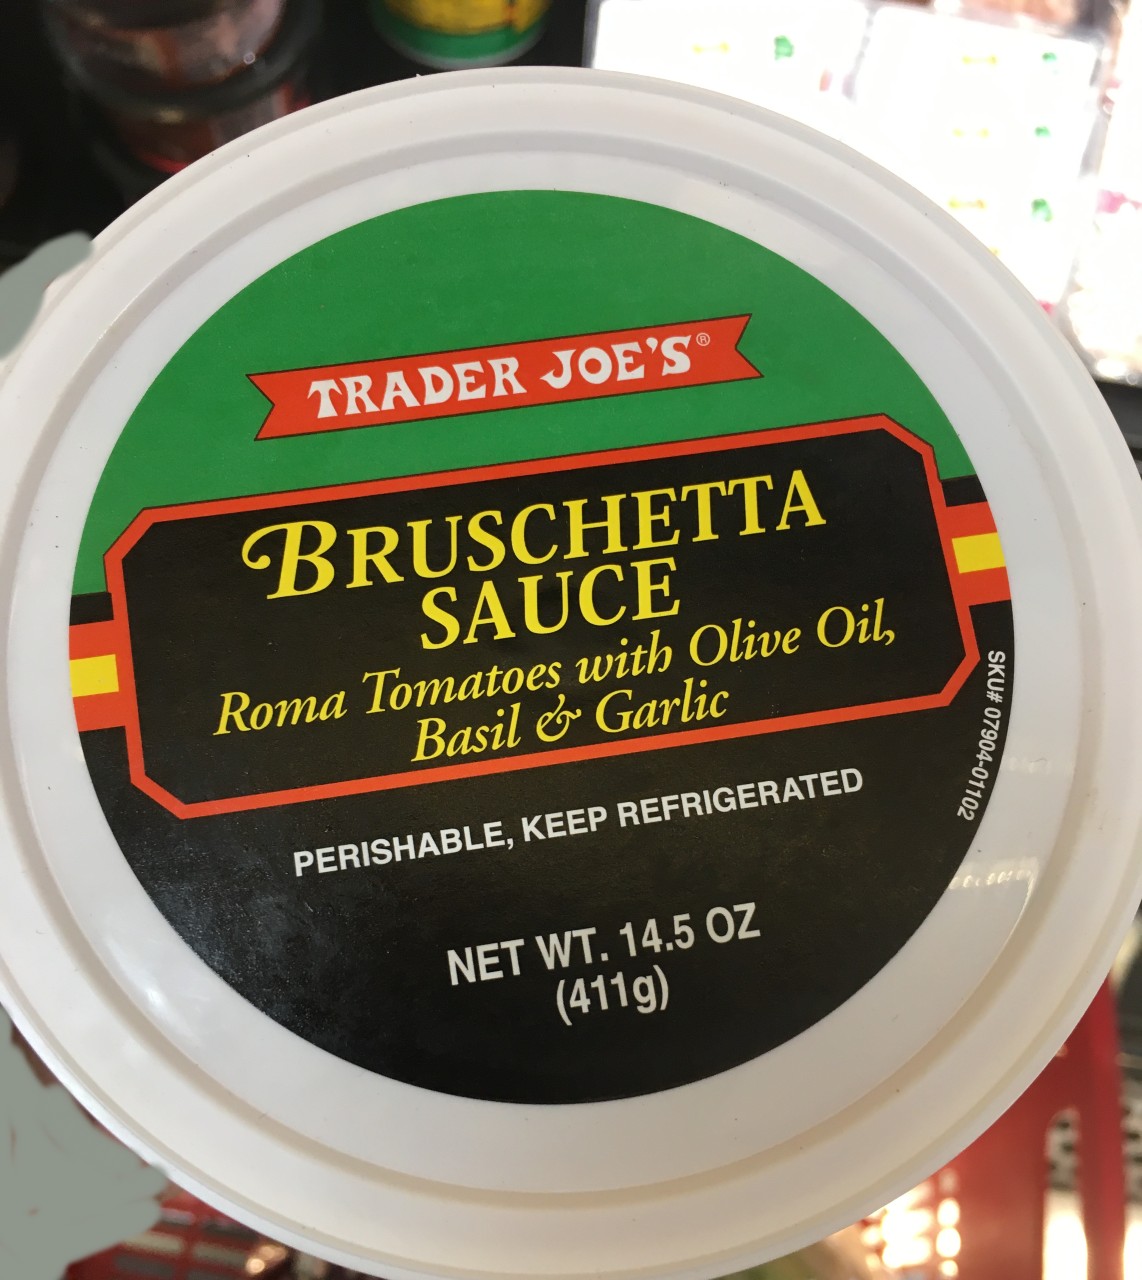 TRADER JOE'S®
BRUSCHETTA
SAUCE
Roma Tomatoes with Olive Oil,
Basil & Garlic
PERISHABLE, KEEP REFRIGERATED
NET WT. 14.5 OZ
(411g)
SKU# 07904-01102